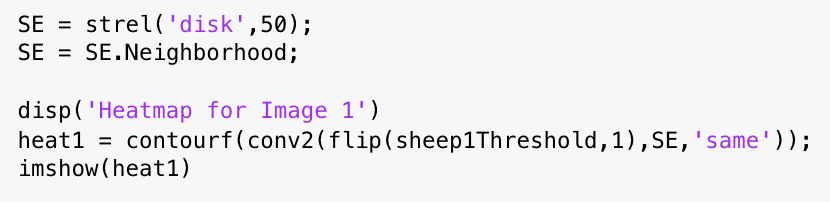 SE = strel('disk',50);
SE = SE.Neighborhood;
disp('Heatmap for Image 1')
heat1 = contourf(conv2(flip(sheep1Threshold,1),SE,'same'));
imshow(heat1)